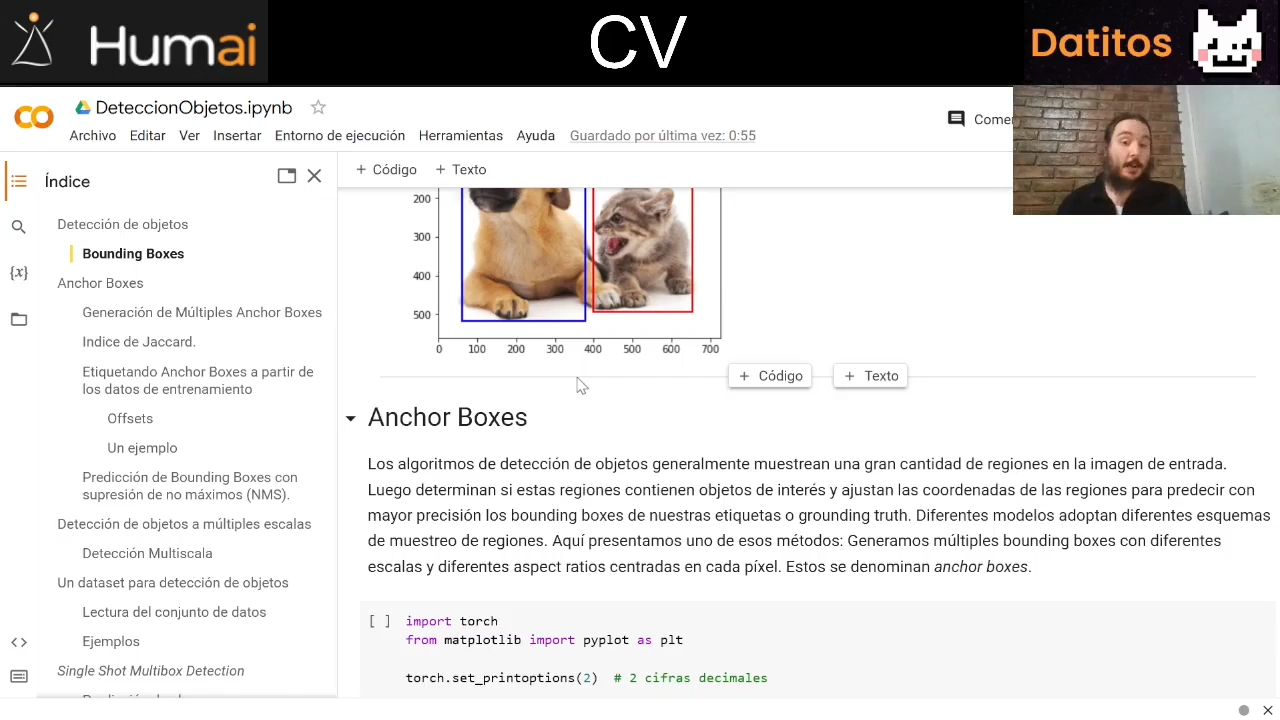 Humai
CV
Datitos
DeteccionObjetos.ipynb
Archivo Editar Ver Insertar Entorno de ejecución Herramientas Ayuda Guardado por última vez: 0:55
Comer
Índice
+ Código + Texto
Detección de objetos
Bounding Boxes
Anchor Boxes
Generación de Múltiples Anchor Boxes
Indice de Jaccard.
Etiquetando Anchor Boxes a partir de
los datos de entrenamiento
Offsets
Un ejemplo
Predicción de Bounding Boxes con
supresión de no máximos (NMS).
Detección de objetos a múltiples escalas
Detección Multiscala
Un dataset para detección de objetos
Lectura del conjunto de datos
Ejemplos
Single Shot Multibox Detection
{x}
200
300
400
500
0 100 200 300 400 500 600 700
+ Código + Texto
Anchor Boxes
Los algoritmos de detección de objetos generalmente muestrean una gran cantidad de regiones en la imagen de entrada.
Luego determinan si estas regiones contienen objetos de interés y ajustan las coordenadas de las regiones para predecir con
mayor precisión los bounding boxes de nuestras etiquetas o grounding truth. Diferentes modelos adoptan diferentes esquemas
de muestreo de regiones. Aquí presentamos uno de esos métodos: Generamos múltiples bounding boxes con diferentes
escalas y diferentes aspect ratios centradas en cada píxel. Estos se denominan anchor boxes.
[ ] import torch
from matplotlib import pyplot as plt
torch.set_printoptions(2) # 2 cifras decimales